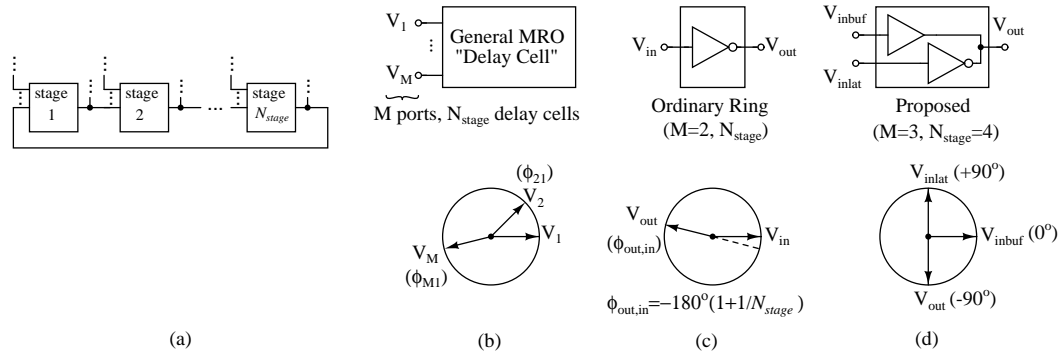 stage
1
stage
2
...
stage
N_stage
(a)
V_1
V_M
General MRO
"Delay Cell"
M ports, N_stage delay cells
(ϕ_21)
V_2
V_1
V_M
(ϕ_M1)
(b)
V_in
V_out
Ordinary Ring
(M=2, N_stage)
V_out
(ϕ_out,in)
V_in
ϕ_out,in=−180°(1+1/N_stage)
(c)
V_inbuf
V_inlat
V_out
Proposed
(M=3, N_stage=4)
V_inlat (+90°)
V_inbuf (0°)
V_out (-90°)
(d)